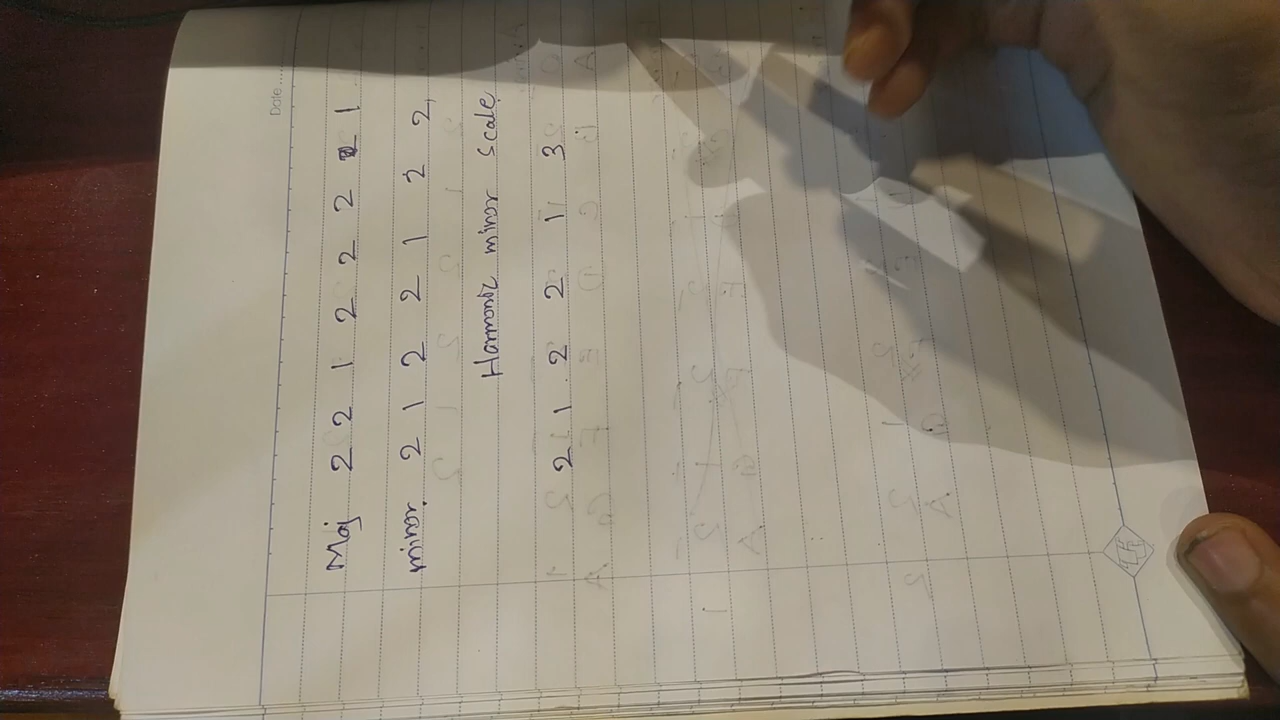 Date
Maj 2 2 1 2 2 2 1
minor. 2 1 2 2 1 2 2
Harmonic minor scale
2 1 2 2 1 3